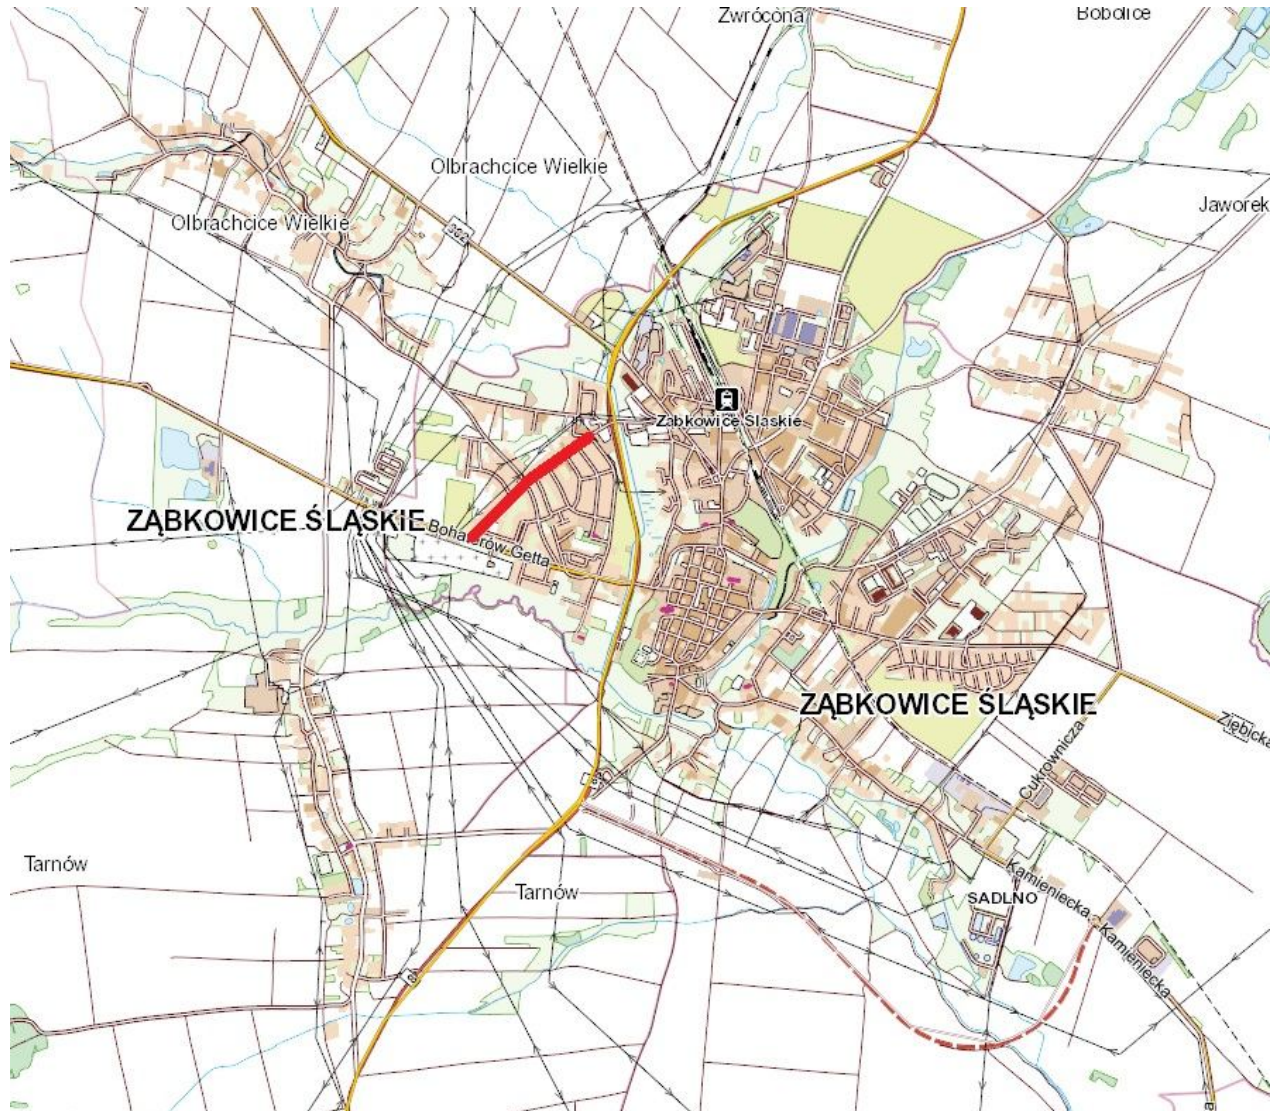 Zwrócona
Bobolice
Olbrachcice Wielkie
Olbrachcice Wielkie
Jaworek
382
Ząbkowice Śląskie
ZĄBKOWICE ŚLĄSKIE
Bohaterów Getta
ZĄBKOWICE ŚLĄSKIE
Ziębicka
Cukrownicza
Tarnów
Tarnów
Kamieniecka
SADLNO
Kamieniecka
8